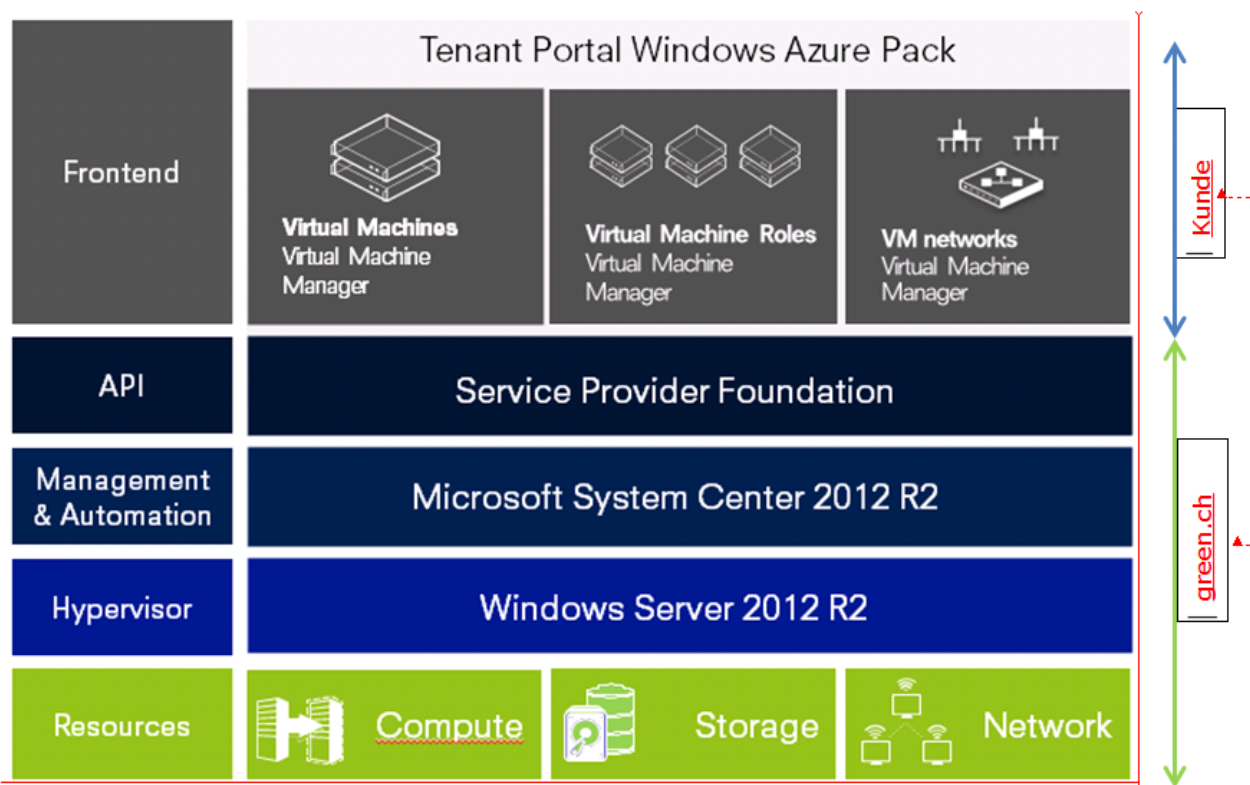 Tenant Portal Windows Azure Pack
Frontend
Virtual Machines
Virtual Machine
Manager
Virtual Machine Roles
Virtual Machine
Manager
VM networks
Virtual Machine
Manager
Kunde
API
Service Provider Foundation
Management
& Automation
Microsoft System Center 2012 R2
green.ch
Hypervisor
Windows Server 2012 R2
Resources
Compute
Storage
Network